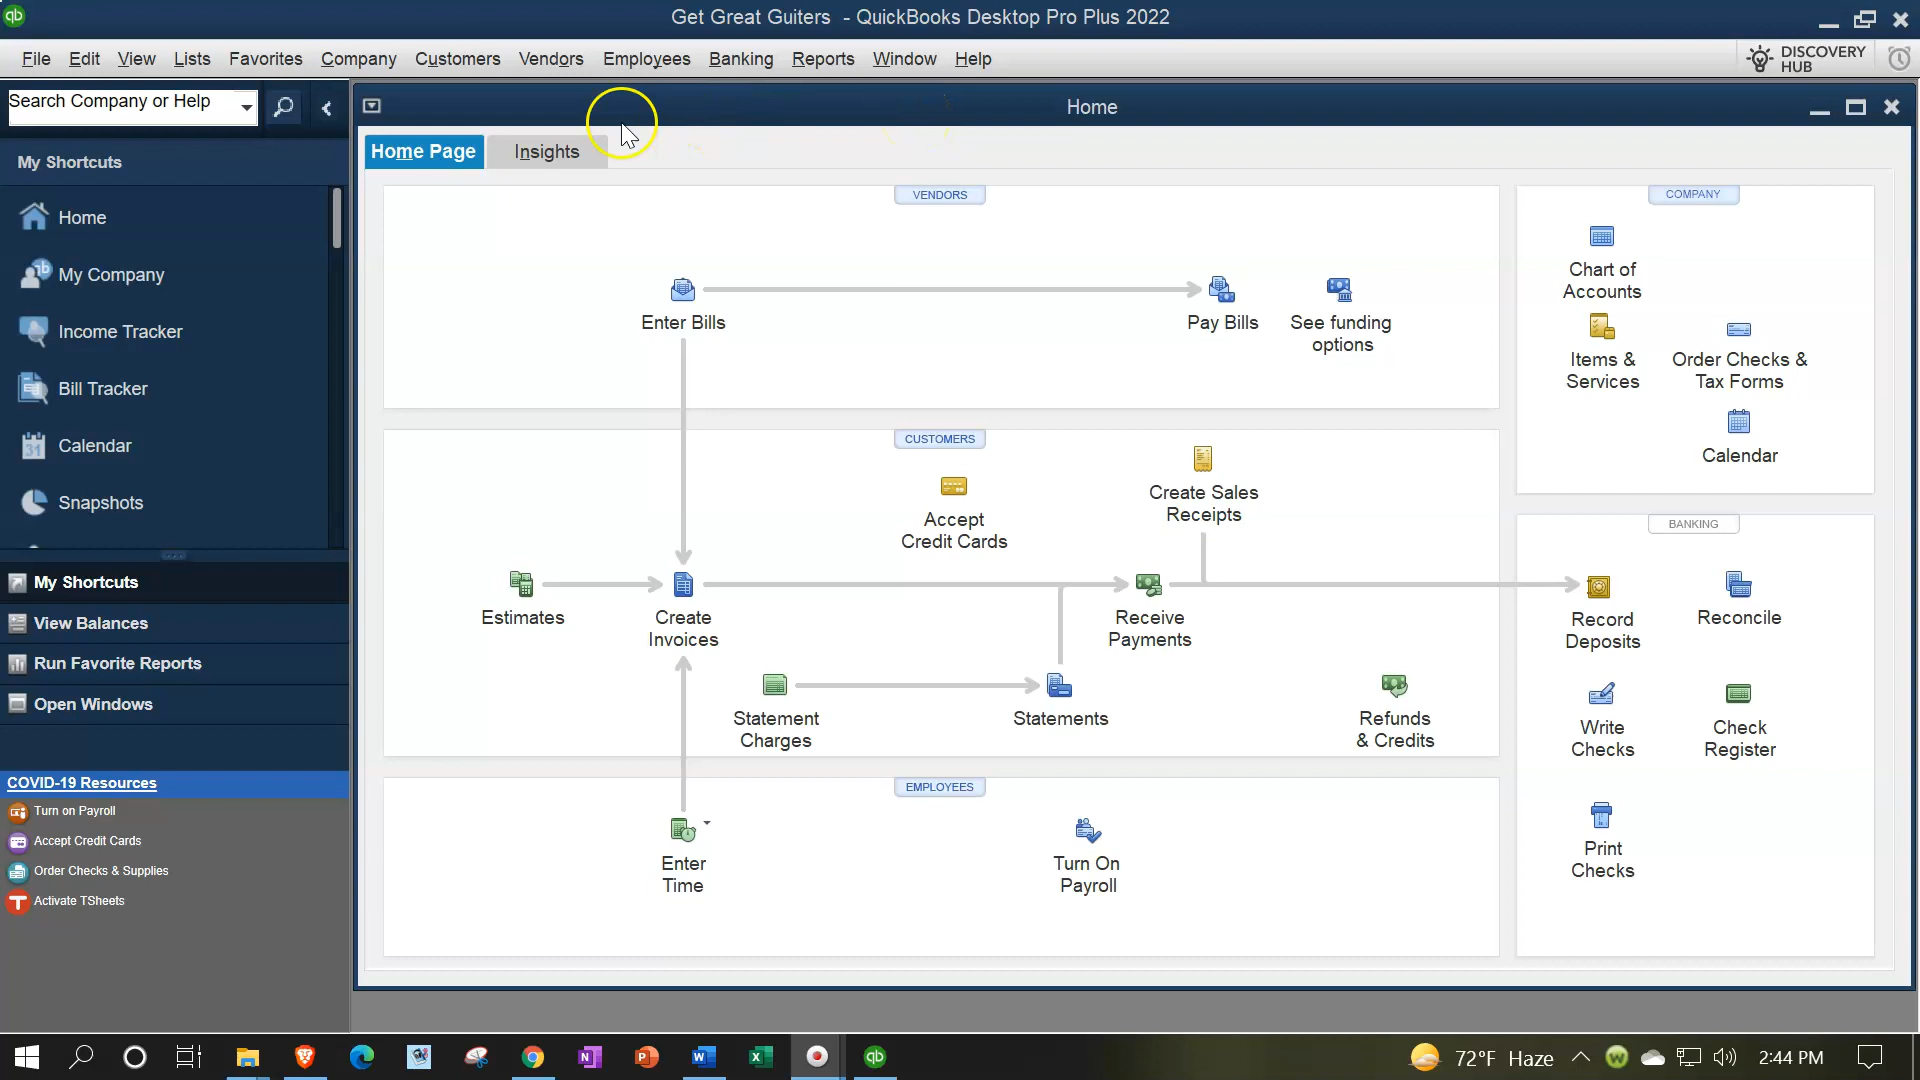 qb
Get Great Guiters - QuickBooks Desktop Pro Plus 2022
File Edit View Lists Favorites Company Customers Vendors Employees Banking Reports Window Help
DISCOVERY
HUB
Search Company or Help
Home
My Shortcuts
Home Page
Insights
Home
My Company
Income Tracker
Bill Tracker
31
Calendar
Snapshots
My Shortcuts
View Balances
Run Favorite Reports
Open Windows
COVID-19 Resources
Turn on Payroll
Accept Credit Cards
Order Checks & Supplies
Activate TSheets
VENDORS
Enter Bills
Pay Bills
See funding
options
CUSTOMERS
Accept
Credit Cards
Create Sales
Receipts
Estimates
Create
Invoices
Receive
Payments
Statement
Charges
Statements
Refunds
& Credits
EMPLOYEES
Enter
Time
Turn On
Payroll
COMPANY
Chart of
Accounts
Items &
Services
Order Checks &
Tax Forms
Calendar
BANKING
Record
Deposits
Reconcile
Write
Checks
Check
Register
Print
Checks
72°F Haze
2:44 PM